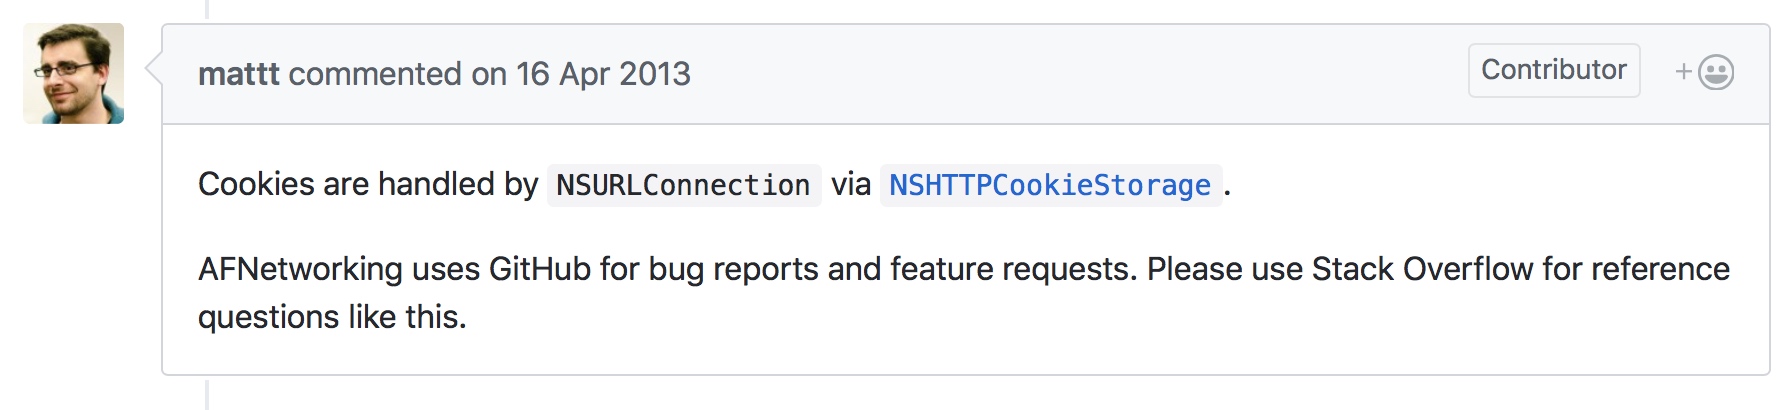 mattt commented on 16 Apr 2013
Contributor
+
Cookies are handled by NSURLConnection via NSHTTPCookieStorage.
AFNetworking uses GitHub for bug reports and feature requests. Please use Stack Overflow for reference
questions like this.